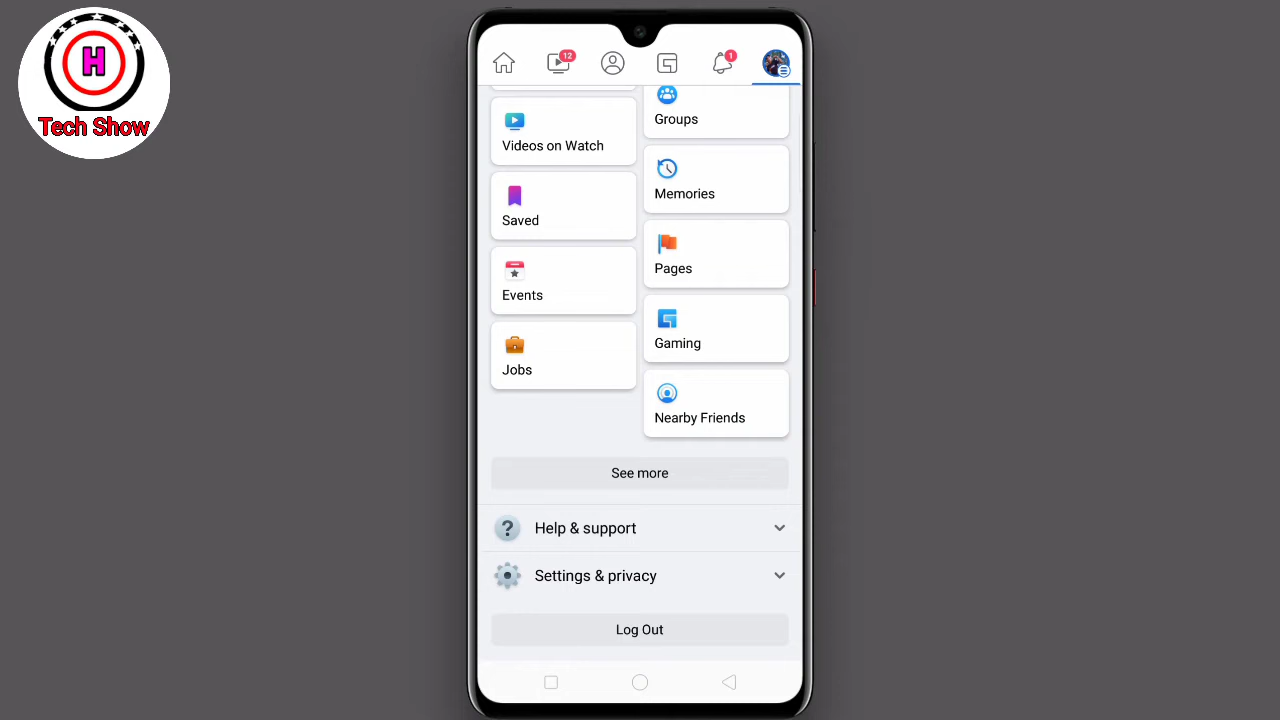 H
Tech Show
12
1
Groups
Videos on Watch
Memories
Saved
Pages
Events
Gaming
Jobs
Nearby Friends
See more
? Help & support
Settings & privacy
Log Out